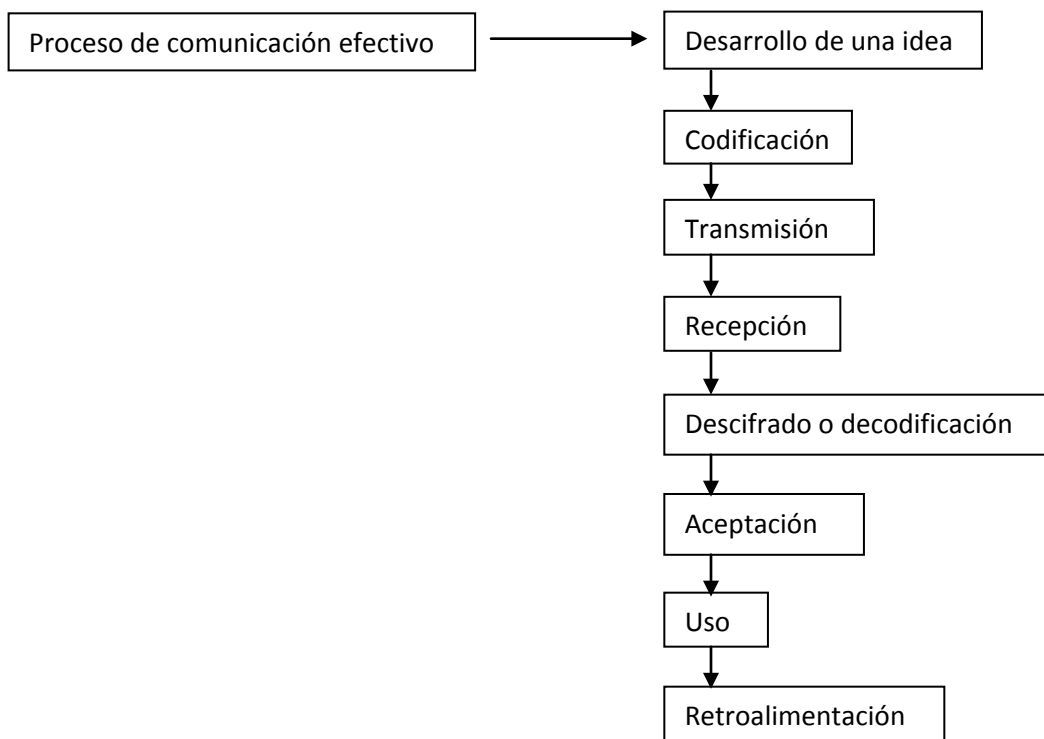 Proceso de comunicación efectivo
Desarrollo de una idea
Codificación
Transmisión
Recepción
Descifrado o decodificación
Aceptación
Uso
Retroalimentación